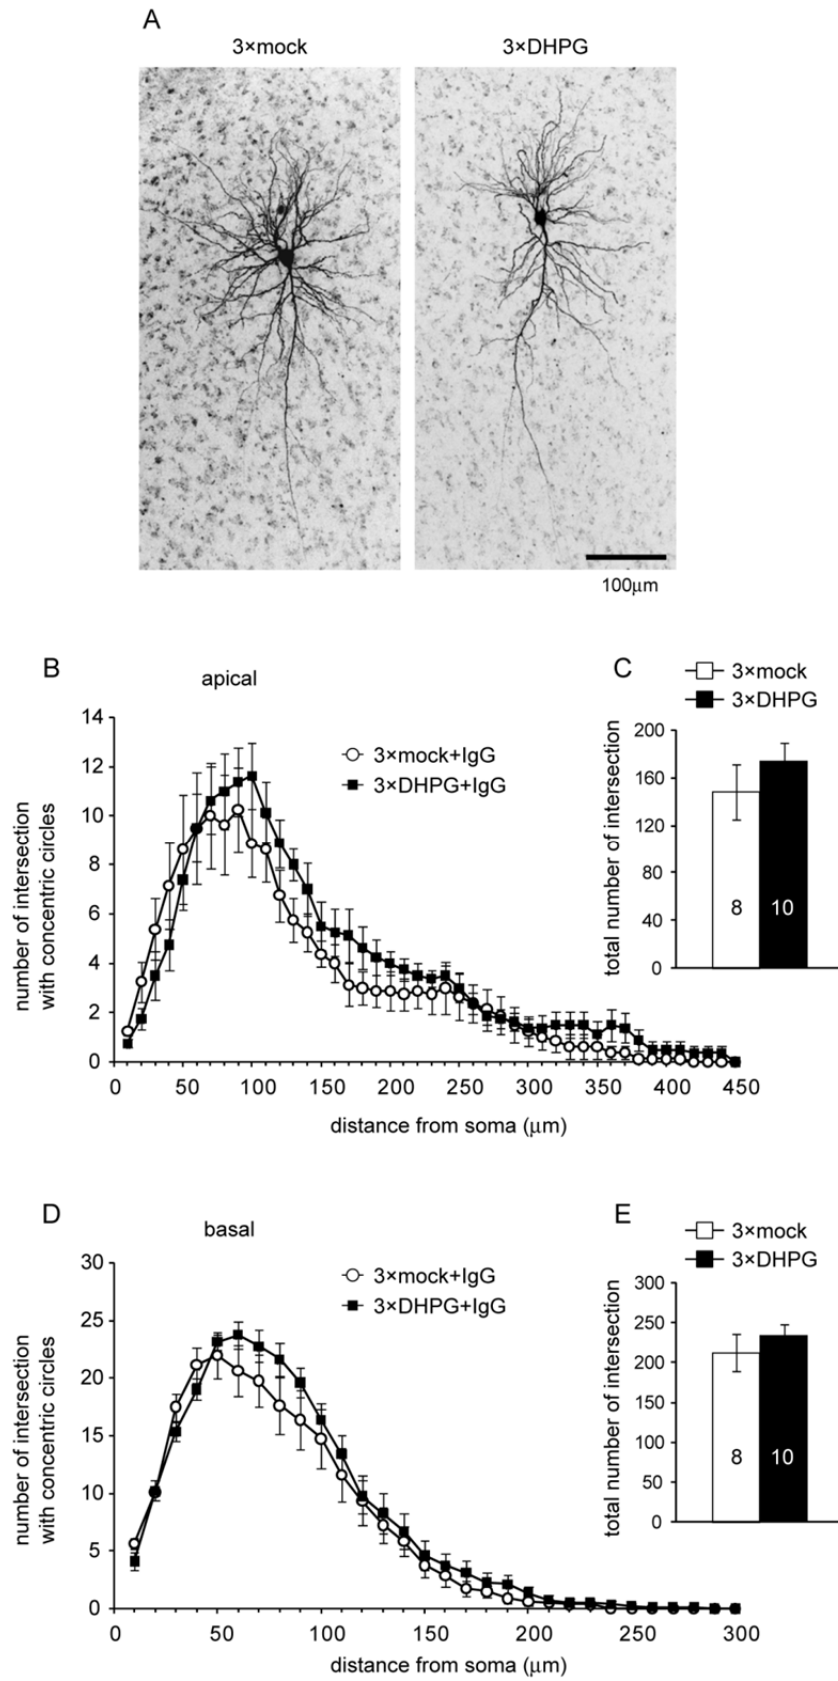 A
3×mock
3×DHPG
100μm
B
apical
number of intersection
with concentric circles
14
12
10
8
6
4
2
0
3×mock+IgG
3×DHPG+IgG
0
50
100
150
200
250
300
350
400
450
distance from soma (μm)
C
3×mock
3×DHPG
total number of intersection
200
160
120
80
40
0
8
10
D
basal
number of intersection
with concentric circles
30
25
20
15
10
5
0
3×mock+IgG
3×DHPG+IgG
0
50
100
150
200
250
300
distance from soma (μm)
E
3×mock
3×DHPG
total number of intersection
300
250
200
150
100
50
0
8
10